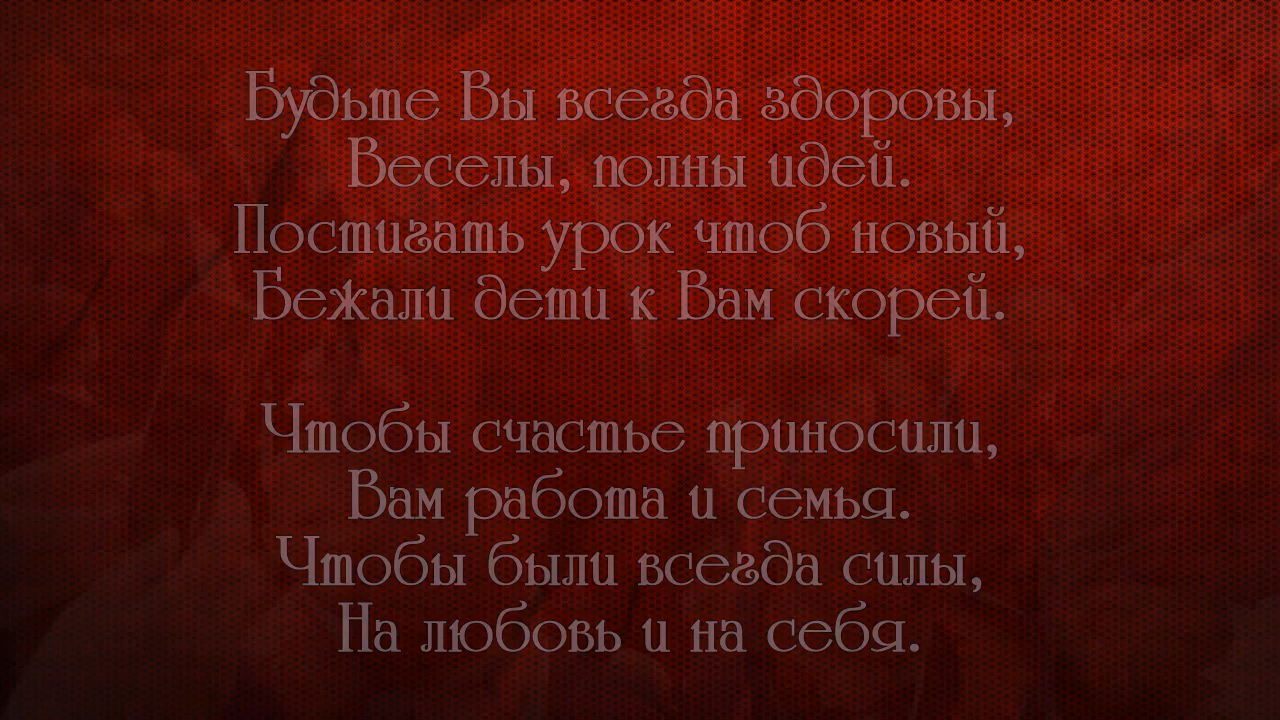 Будьте Вы всегда здоровы,
Веселы, полны идей.
Постигать урок чтоб новый,
Бежали дети к Вам скорей.
Чтобы счастье приносили,
Вам работа и семья.
Чтобы были всегда силы,
На любовь и на себя.